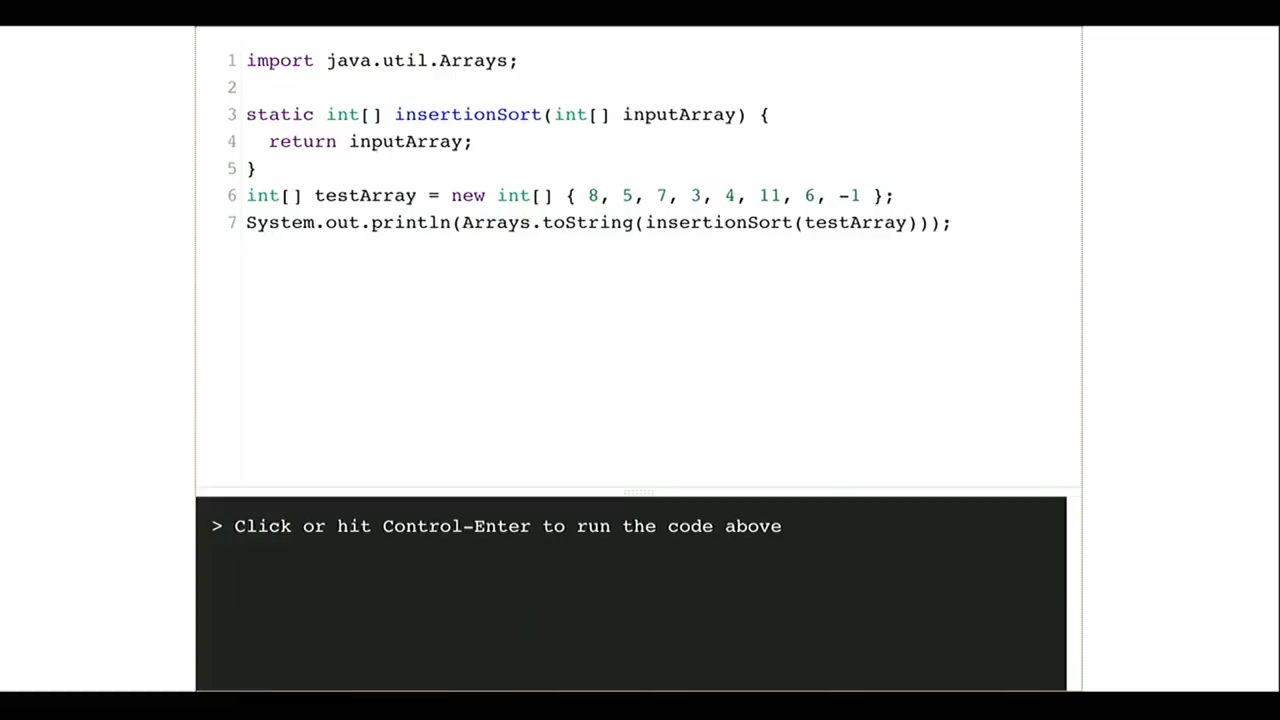 1 import java.util.Arrays;
2
3 static int[] insertionSort(int[] inputArray) {
4 return inputArray;
5 }
6 int[] testArray = new int[] { 8, 5, 7, 3, 4, 11, 6, -1 };
7 System.out.println(Arrays.toString(insertionSort(testArray)));
> Click or hit Control-Enter to run the code above